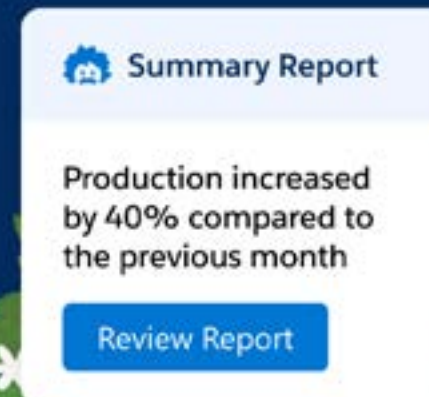 Summary Report
Production increased
by 40% compared to
the previous month
Review Report